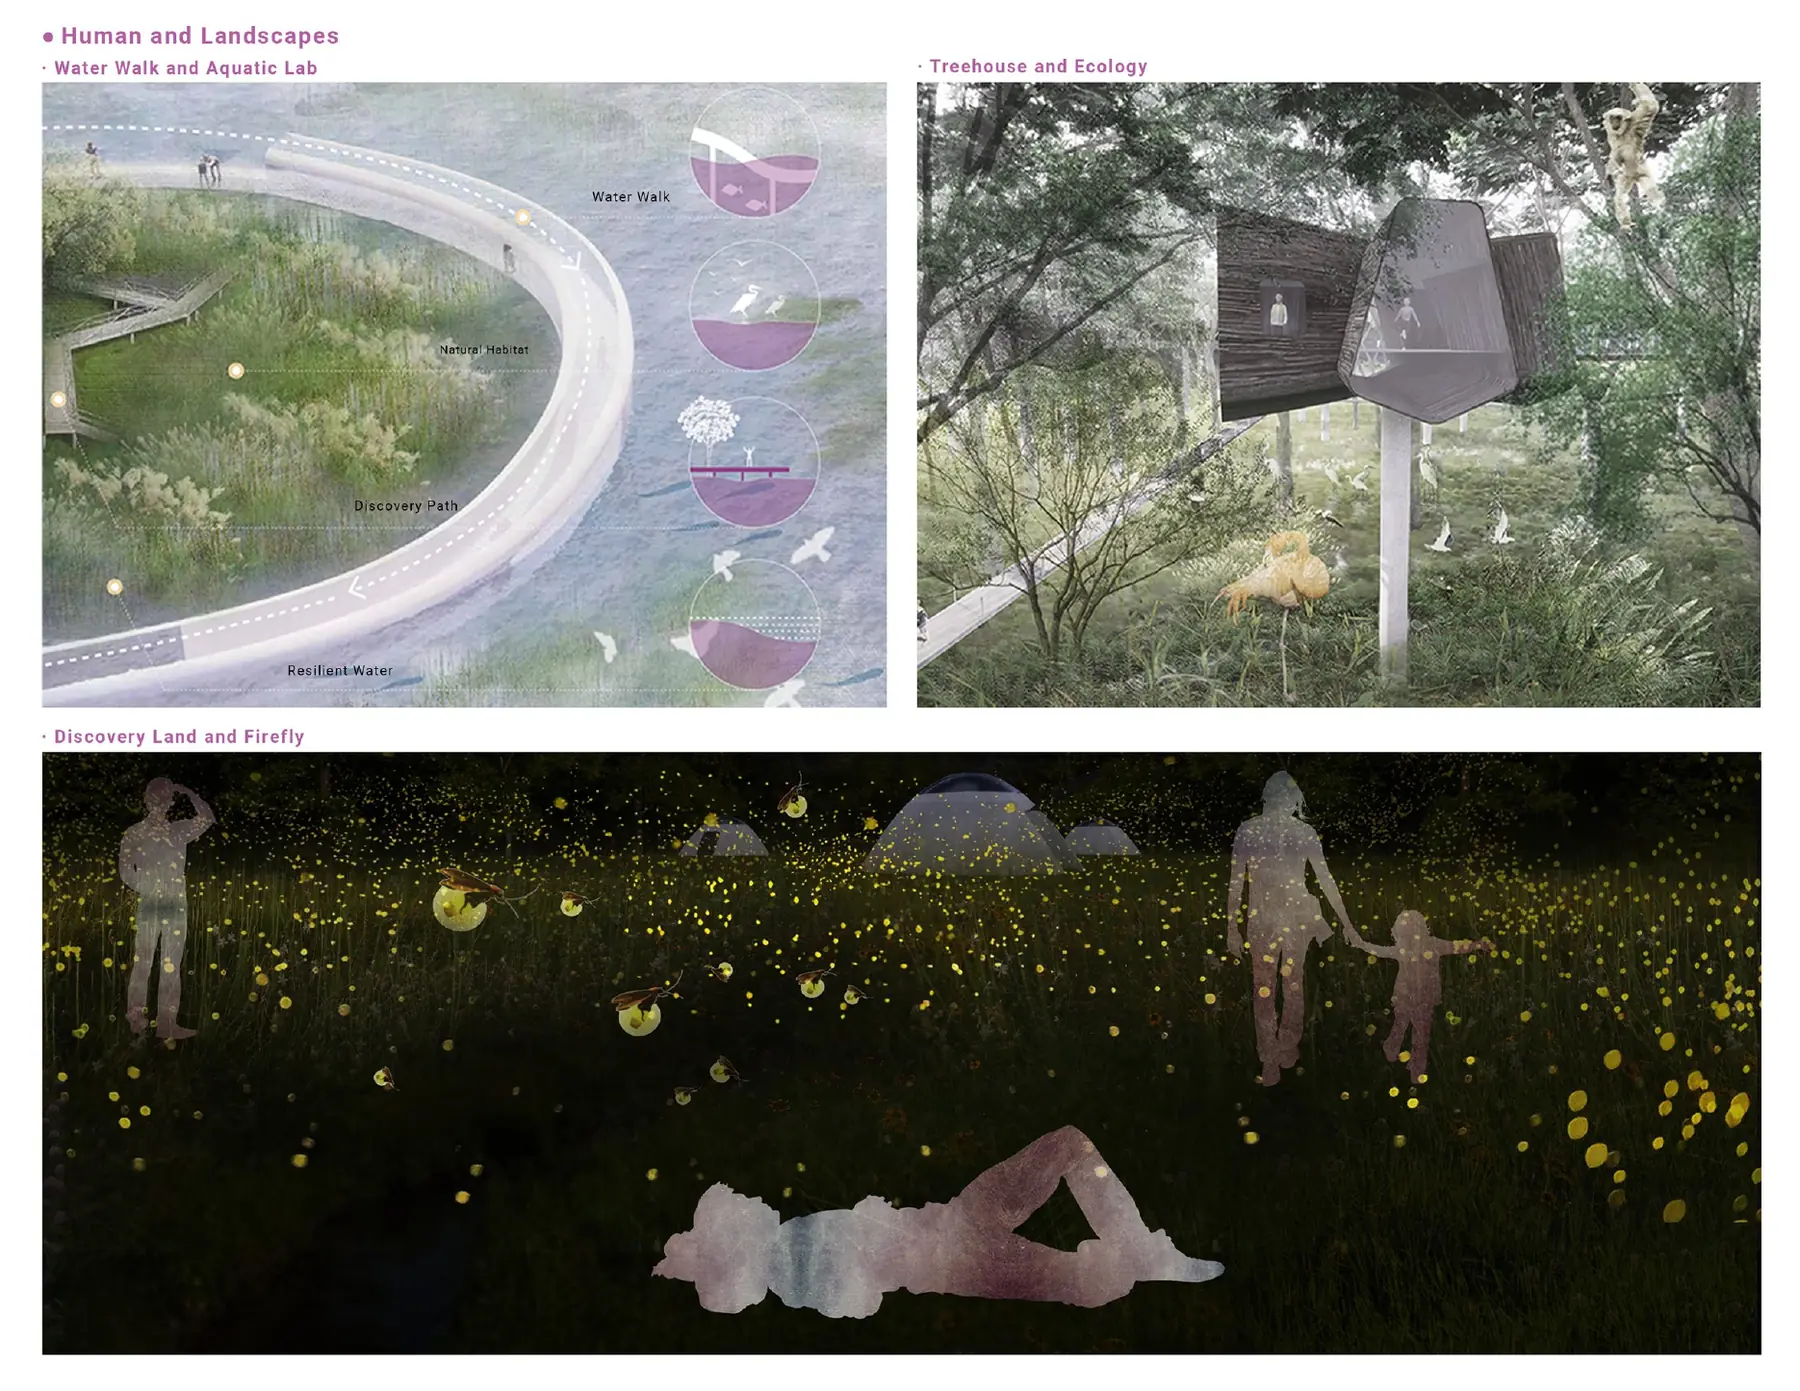 • Human and Landscapes
· Water Walk and Aquatic Lab
· Treehouse and Ecology
Water Walk
Natural Habitat
Discovery Path
Resilient Water
· Discovery Land and Firefly